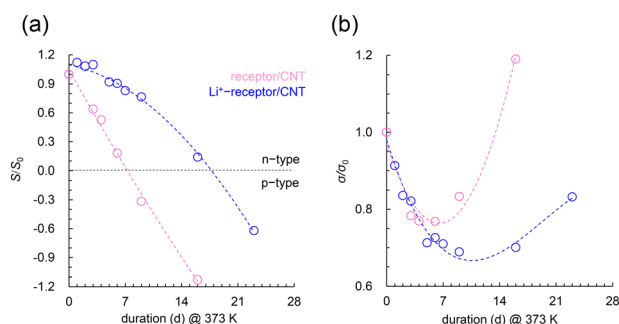 (a)
1.2
0.9
0.6
0.3
0.0
-0.3
-0.6
-0.9
-1.2
S/S₀
receptor/CNT
Li⁺−receptor/CNT
n−type
p−type
0
7
14
21
28
duration (d) @ 373 K
(b)
1.2
1.0
0.8
0.6
σ/σ₀
0
7
14
21
28
duration (d) @ 373 K